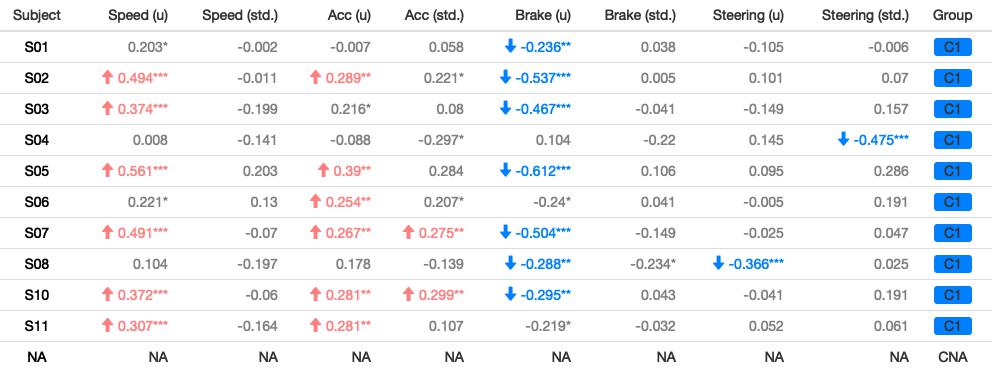 Subject Speed (u) Speed (std.) Acc (u) Acc (std.) Brake (u) Brake (std.) Steering (u) Steering (std.) Group
S01 0.203* -0.002 -0.007 0.058 ↓ -0.236** 0.038 -0.105 -0.006 C1
S02 ↑ 0.494*** -0.011 ↑ 0.289** 0.221* ↓ -0.537*** 0.005 0.101 0.07 C1
S03 ↑ 0.374*** -0.199 0.216* 0.08 ↓ -0.467*** -0.041 -0.149 0.157 C1
S04 0.008 -0.141 -0.088 -0.297* 0.104 -0.22 0.145 ↓ -0.475*** C1
S05 ↑ 0.561*** 0.203 ↑ 0.39** 0.284 ↓ -0.612*** 0.106 0.095 0.286 C1
S06 0.221* 0.13 ↑ 0.254** 0.207* -0.24* 0.041 -0.005 0.191 C1
S07 ↑ 0.491*** -0.07 ↑ 0.267** ↑ 0.275** ↓ -0.504*** -0.149 -0.025 0.047 C1
S08 0.104 -0.197 0.178 -0.139 ↓ -0.288** -0.234* ↓ -0.366*** 0.025 C1
S10 ↑ 0.372*** -0.06 ↑ 0.281** ↑ 0.299** ↓ -0.295** 0.043 -0.041 0.191 C1
S11 ↑ 0.307*** -0.164 ↑ 0.281** 0.107 -0.219* -0.032 0.052 0.061 C1
NA NA NA NA NA NA NA NA NA CNA